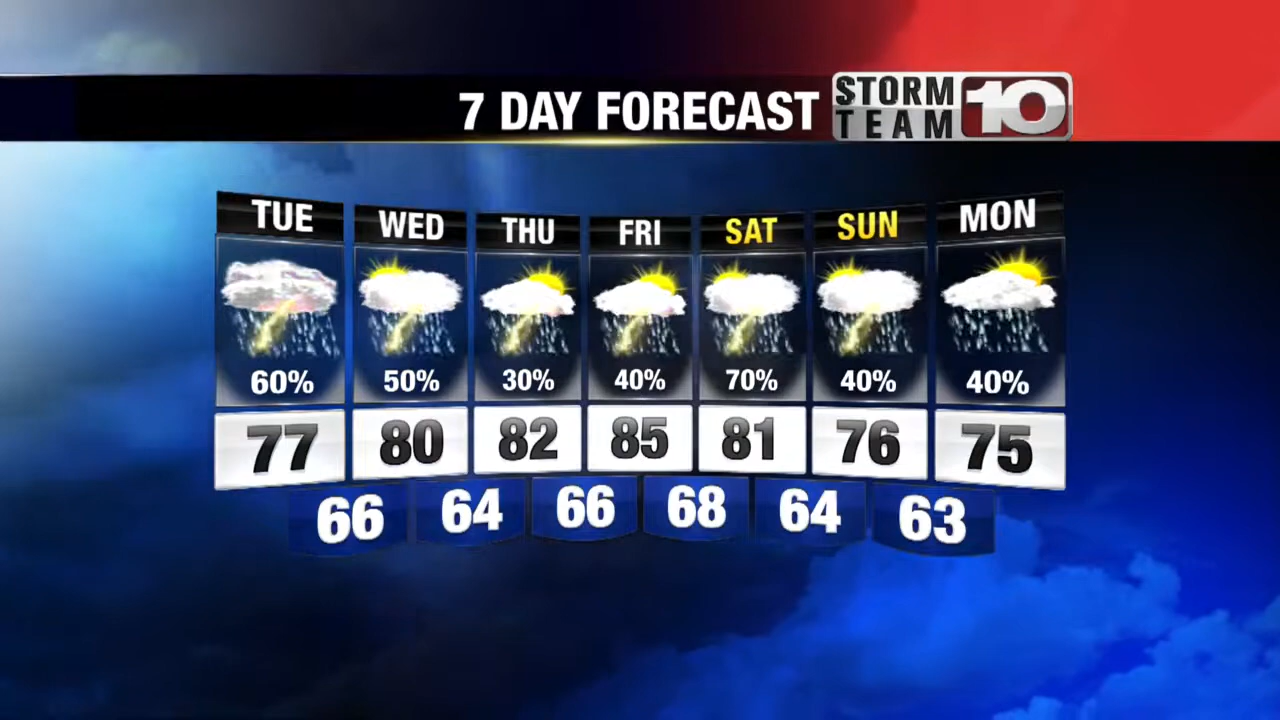 7 DAY FORECAST
STORM
TEAM
10
TUE WED THU FRI SAT SUN MON
60% 50% 30% 40% 70% 40% 40%
77 80 82 85 81 76 75
66 64 66 68 64 63